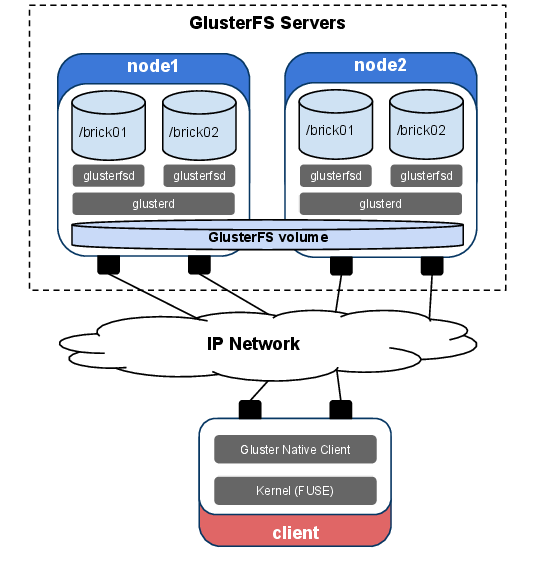 GlusterFS Servers
node1
node2
/brick01
/brick02
/brick01
/brick02
glusterfsd
glusterfsd
glusterfsd
glusterfsd
glusterd
glusterd
GlusterFS volume
IP Network
Gluster Native Client
Kernel (FUSE)
client